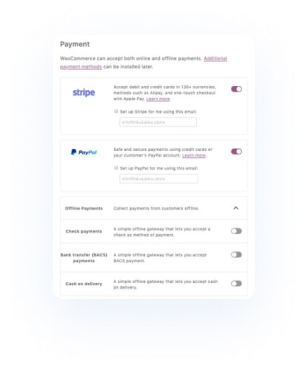 Payment
WooCommerce can accept both online and offline payments. Additional
payment methods can be installed later.
stripe
Accept debit and credit cards in 135+ currencies,
methods such as Alipay, and one-touch checkout
with Apple Pay. Learn more.
Set up Stripe for me using this email:
PayPal
Safe and secure payments using credit cards or
your customer's PayPal account. Learn more.
Set up PayPal for me using this email:
Offline Payments
Collect payments from customers offline.
Check payments
A simple offline gateway that lets you accept a
check as method of payment.
Bank transfer (BACS)
payments
A simple offline gateway that lets you accept
BACS payment.
Cash on delivery
A simple offline gateway that lets you accept cash
on delivery.